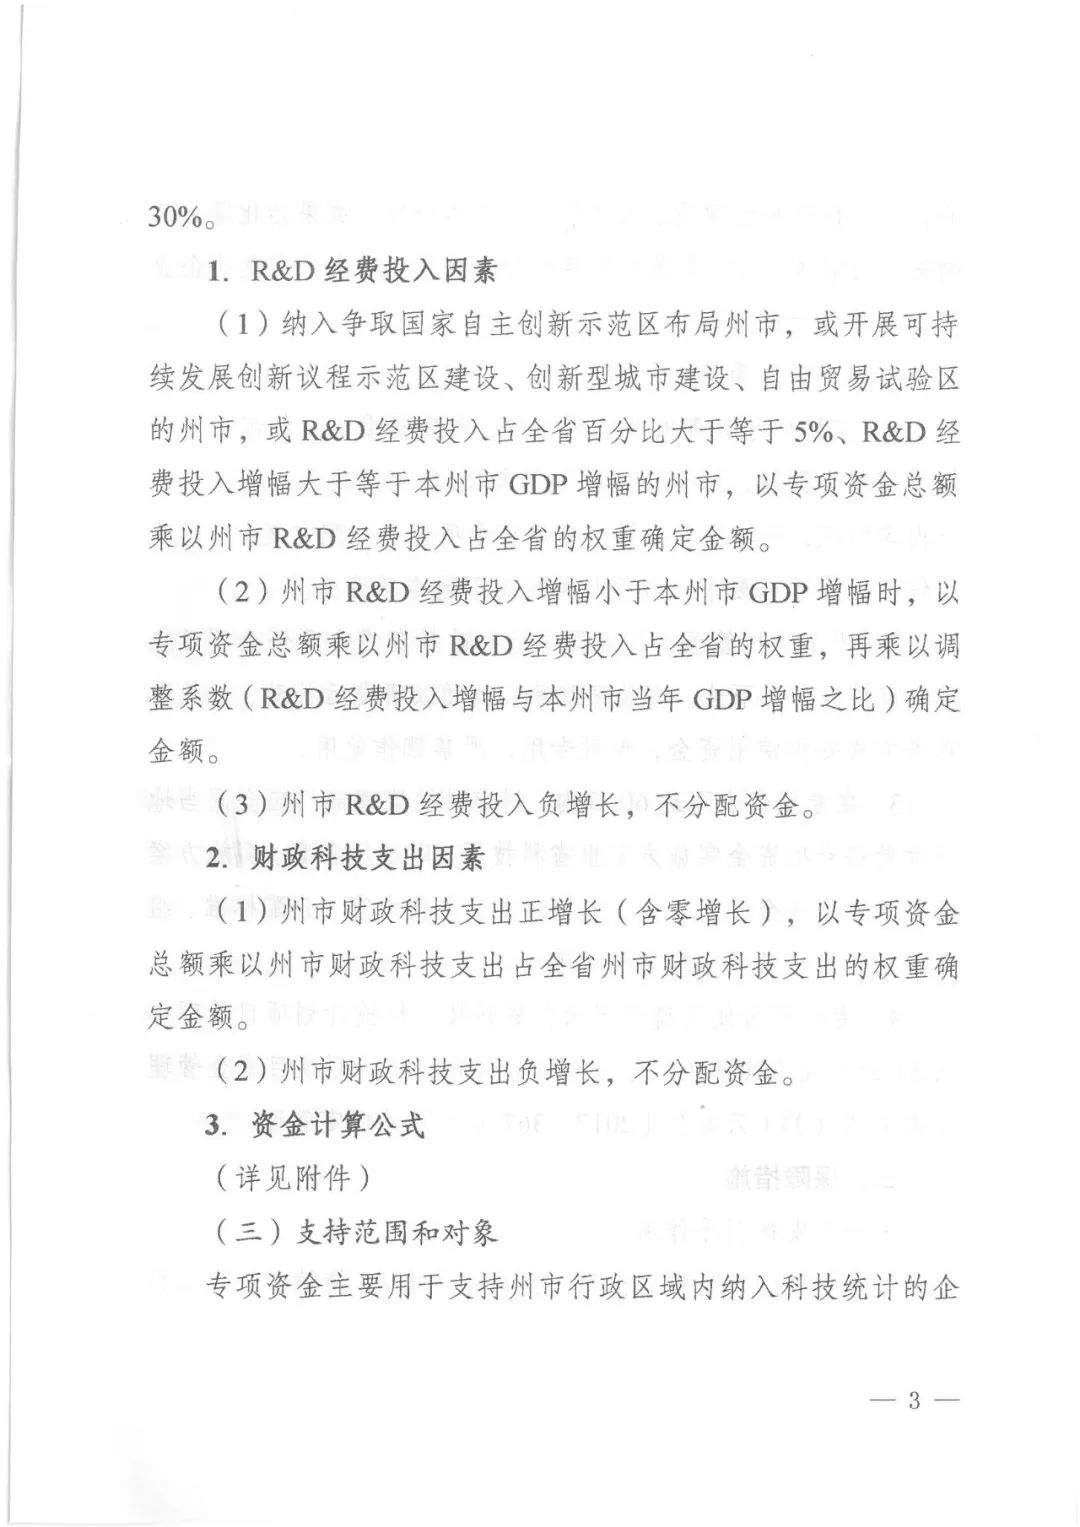 30%。
1. R&D 经费投入因素
（1）纳入争取国家自主创新示范区布局州市，或开展可持
续发展创新议程示范区建设、创新型城市建设、自由贸易试验区
的州市，或 R&D 经费投入占全省百分比大于等于 5%、R&D 经
费投入增幅大于等于本州市 GDP 增幅的州市，以专项资金总额
乘以州市 R&D 经费投入占全省的权重确定金额。
（2）州市 R&D 经费投入增幅小于本州市 GDP 增幅时，以
专项资金总额乘以州市 R&D 经费投入占全省的权重，再乘以调
整系数（R&D 经费投入增幅与本州市当年 GDP 增幅之比）确定
金额。
（3）州市 R&D 经费投入负增长，不分配资金。
2. 财政科技支出因素
（1）州市财政科技支出正增长（含零增长），以专项资金
总额乘以州市财政科技支出占全省州市财政科技支出的权重确
定金额。
（2）州市财政科技支出负增长，不分配资金。
3. 资金计算公式
（详见附件）
（三）支持范围和对象
专项资金主要用于支持州市行政区域内纳入科技统计的企
— 3 —